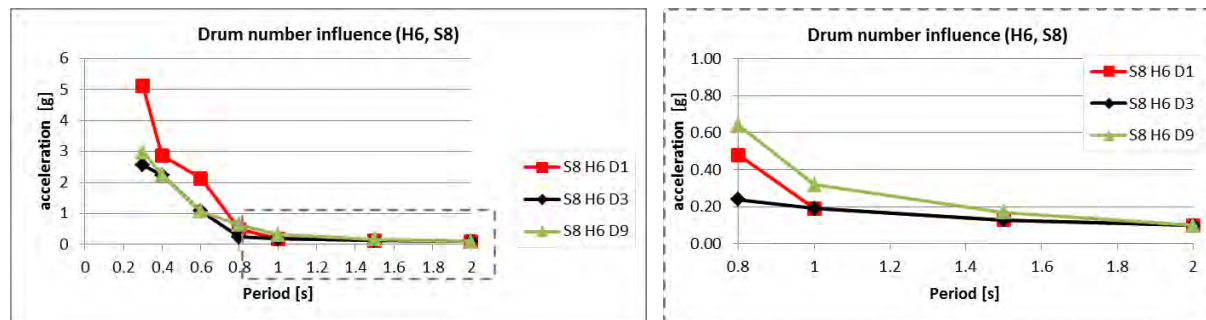 Drum number influence (H6, S8)
acceleration [g]
6
5
4
3
2
1
0
0 0.2 0.4 0.6 0.8 1 1.2 1.4 1.6 1.8 2
Period [s]
S8 H6 D1
S8 H6 D3
S8 H6 D9
Drum number influence (H6, S8)
acceleration [g]
1.00
0.80
0.60
0.40
0.20
0.00
0.8 1 1.2 1.4 1.6 1.8 2
Period [s]
S8 H6 D1
S8 H6 D3
S8 H6 D9